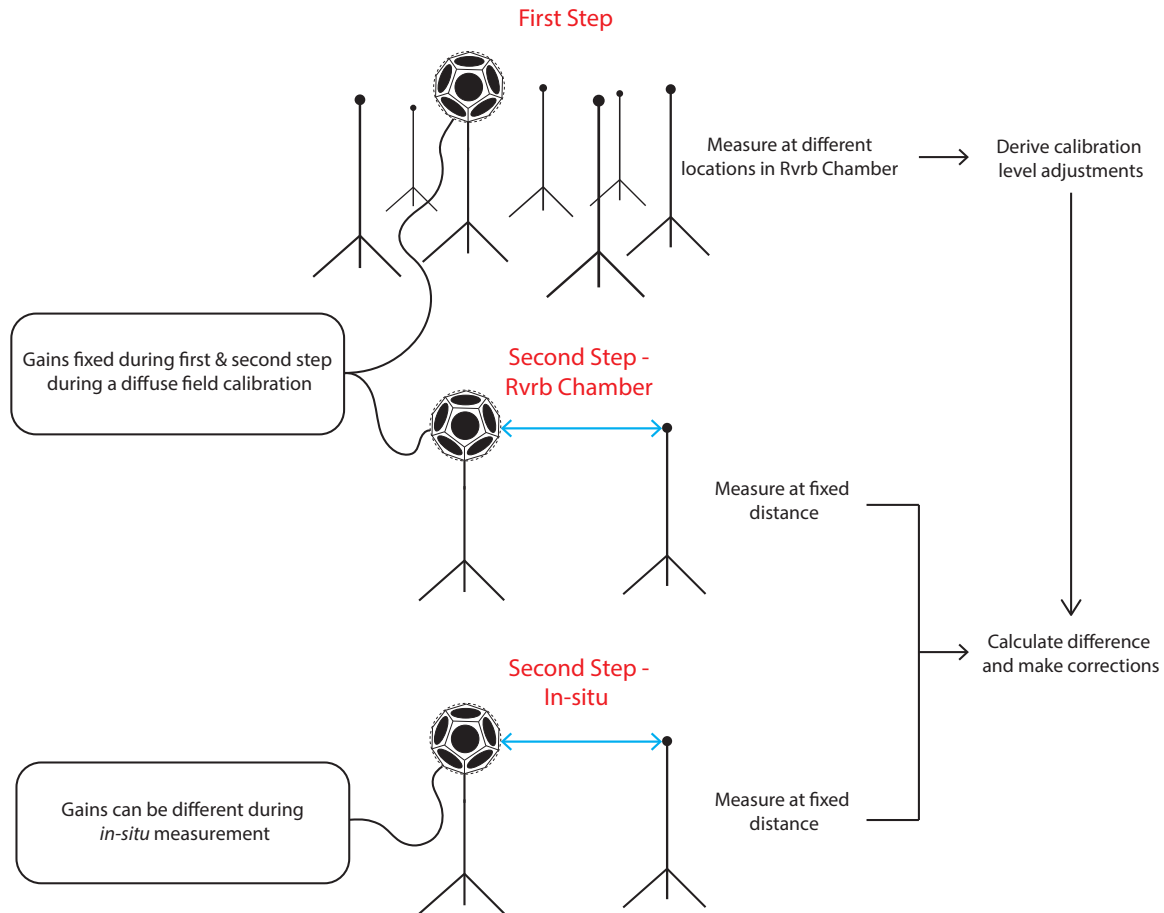 First Step
Measure at different
locations in Rvrb Chamber
Derive calibration
level adjustments
Gains fixed during first & second step
during a diffuse field calibration
Second Step -
Rvrb Chamber
Measure at fixed
distance
Calculate difference
and make corrections
Second Step -
In-situ
Gains can be different during
in-situ measurement
Measure at fixed
distance